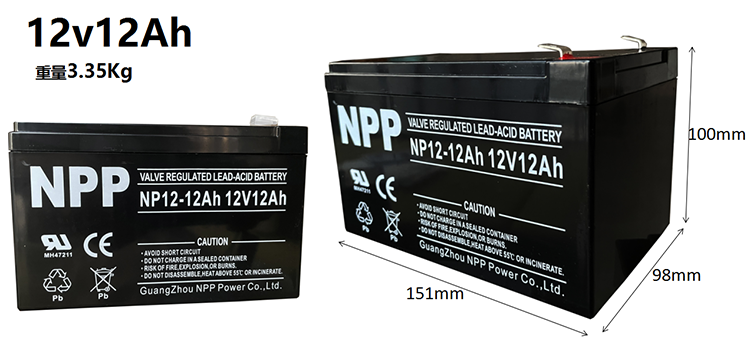 12v12Ah
重量3.35Kg
NPP
VALVE REGULATED LEAD-ACID BATTERY
NP12-12Ah 12V12Ah
MH47211
CE
CAUTION
• AVOID SHORT CIRCUIT
• DO NOT CHARGE IN A SEALED CONTAINER
• RISK OF FIRE,EXPLOSION,OR BURNS.
• DO NOT DISASSEMBLE,HEAT ABOVE 55℃ OR INCINERATE.
Pb
GuangZhou NPP Power Co.,Ltd.
NPP
VALVE REGULATED LEAD-ACID BATTERY
NP12-12Ah 12V12Ah
MH47211
CE
CAUTION
• AVOID SHORT CIRCUIT
• DO NOT CHARGE IN A SEALED CONTAINER
• RISK OF FIRE,EXPLOSION,OR BURNS.
• DO NOT DISASSEMBLE,HEAT ABOVE 55℃ OR INCINERATE.
Pb
Pb
GuangZhou NPP Power Co.,Ltd.
100mm
98mm
151mm